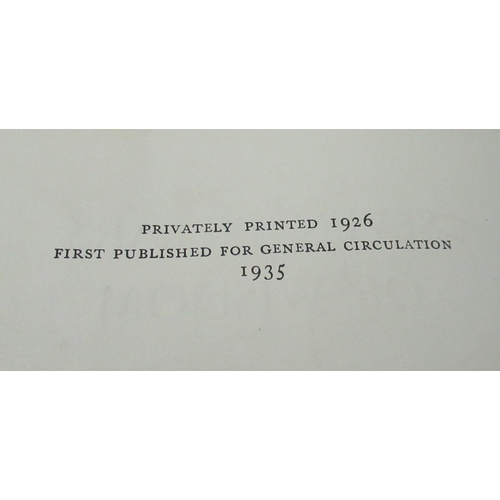 PRIVATELY PRINTED 1926
FIRST PUBLISHED FOR GENERAL CIRCULATION
1935